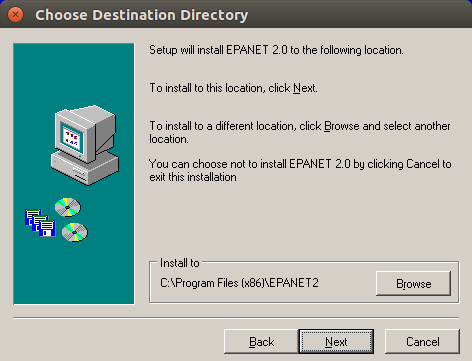 Choose Destination Directory
Setup will install EPANET 2.0 to the following location.
To install to this location, click Next.
To install to a different location, click Browse and select another
location.
You can choose not to install EPANET 2.0 by clicking Cancel to
exit this installation
Install to
C:\Program Files (x86)\EPANET2
Browse
Back
Next
Cancel